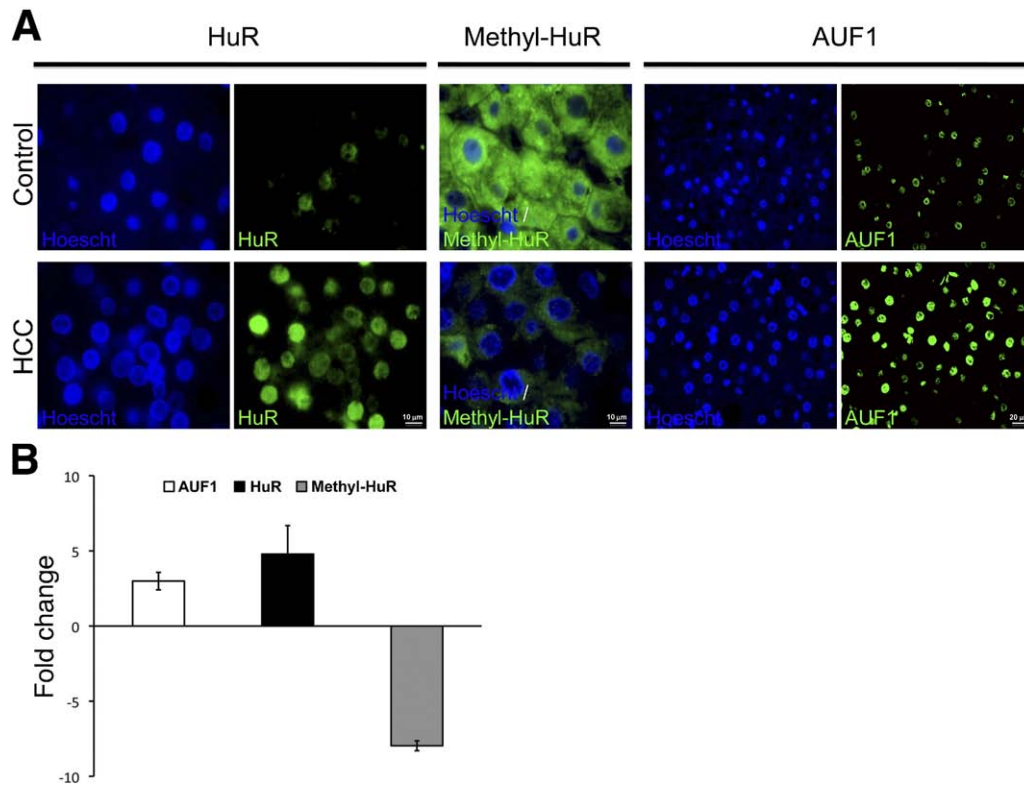 A
HuR Methyl-HuR AUF1
Control
Hoescht HuR Hoescht / Methyl-HuR Hoescht AUF1
HCC
Hoescht HuR 10 µm Hoescht / Methyl-HuR 10 µm Hoescht AUF1 20 µ
B
AUF1 HuR Methyl-HuR
Fold change
10
5
0
-5
-10